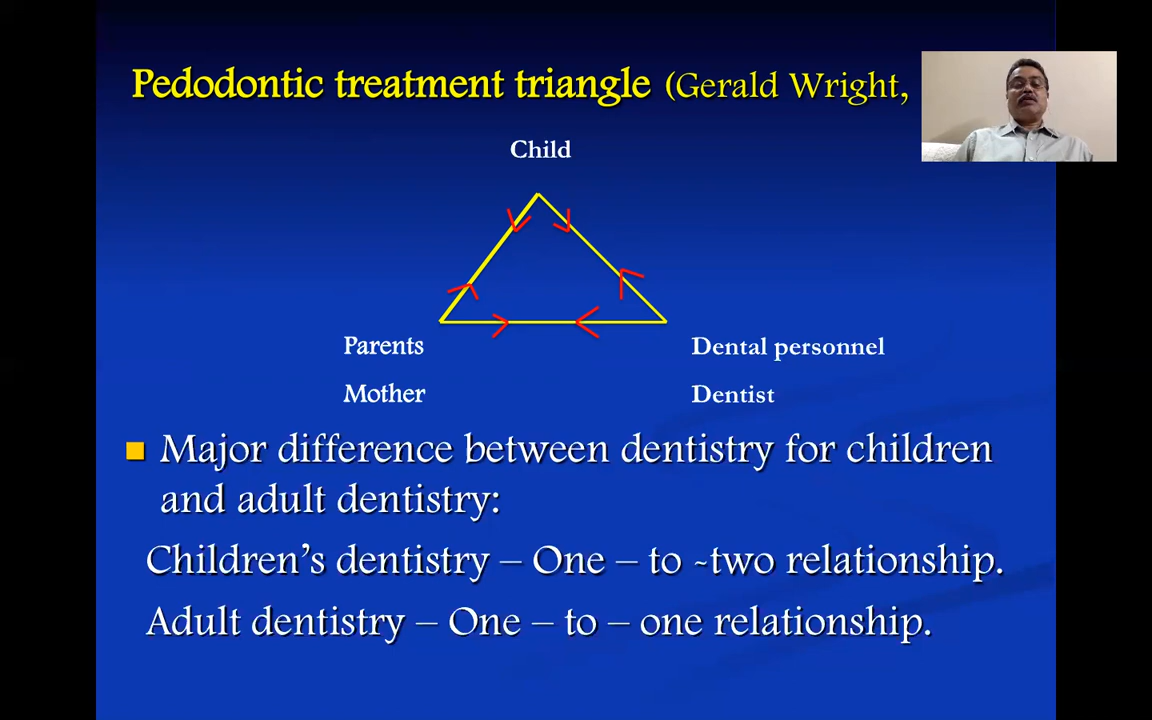 Pedodontic treatment triangle (Gerald Wright,
Child
Parents Dental personnel
Mother Dentist
Major difference between dentistry for children
and adult dentistry:
Children’s dentistry – One – to -two relationship.
Adult dentistry – One – to – one relationship.